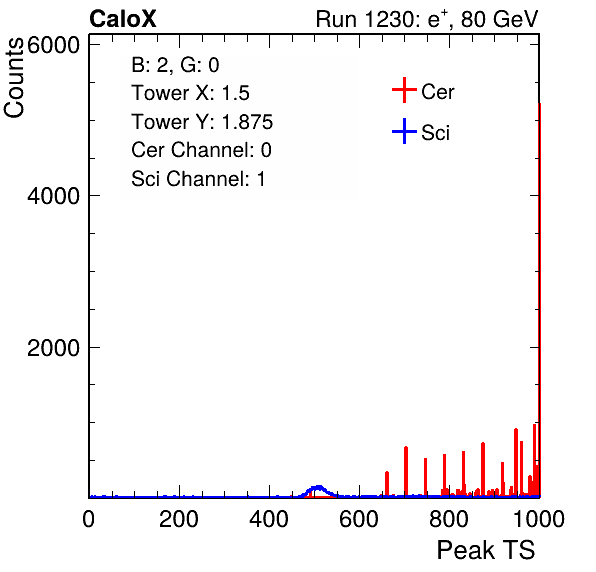 CaloX Run 1230: e⁺, 80 GeV
Counts
B: 2, G: 0
Tower X: 1.5
Tower Y: 1.875
Cer Channel: 0
Sci Channel: 1
Cer
Sci
6000
4000
2000
0 200 400 600 800 1000
Peak TS